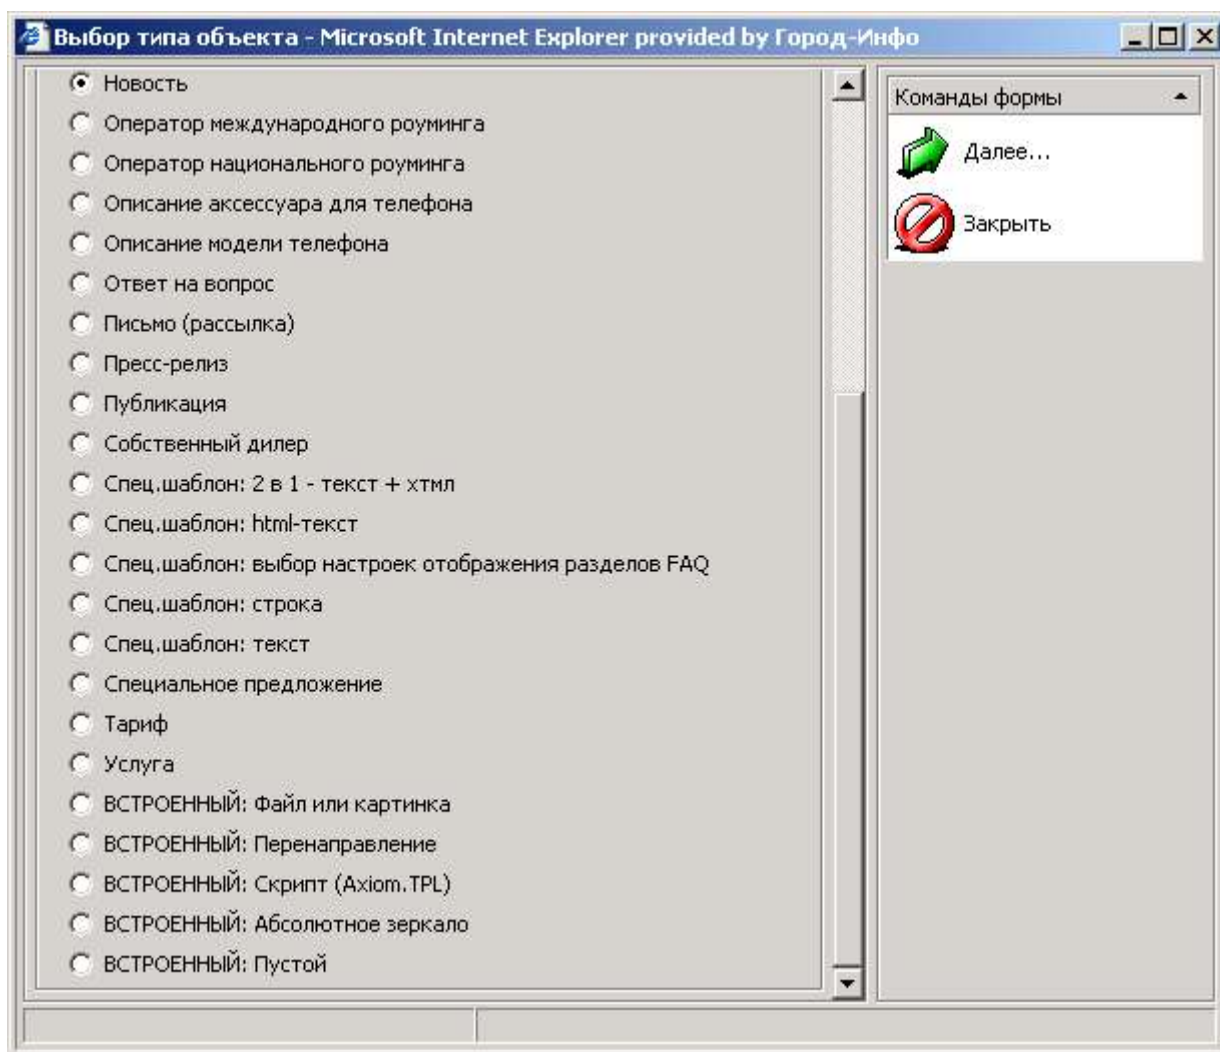 Выбор типа объекта - Microsoft Internet Explorer provided by Город-Инфо
Новость
Оператор международного роуминга
Оператор национального роуминга
Описание аксессуара для телефона
Описание модели телефона
Ответ на вопрос
Письмо (рассылка)
Пресс-релиз
Публикация
Собственный дилер
Спец.шаблон: 2 в 1 - текст + хтмл
Спец.шаблон: html-текст
Спец.шаблон: выбор настроек отображения разделов FAQ
Спец.шаблон: строка
Спец.шаблон: текст
Специальное предложение
Тариф
Услуга
ВСТРОЕННЫЙ: Файл или картинка
ВСТРОЕННЫЙ: Перенаправление
ВСТРОЕННЫЙ: Скрипт (Axiom.TPL)
ВСТРОЕННЫЙ: Абсолютное зеркало
ВСТРОЕННЫЙ: Пустой
Команды формы
Далее...
Закрыть